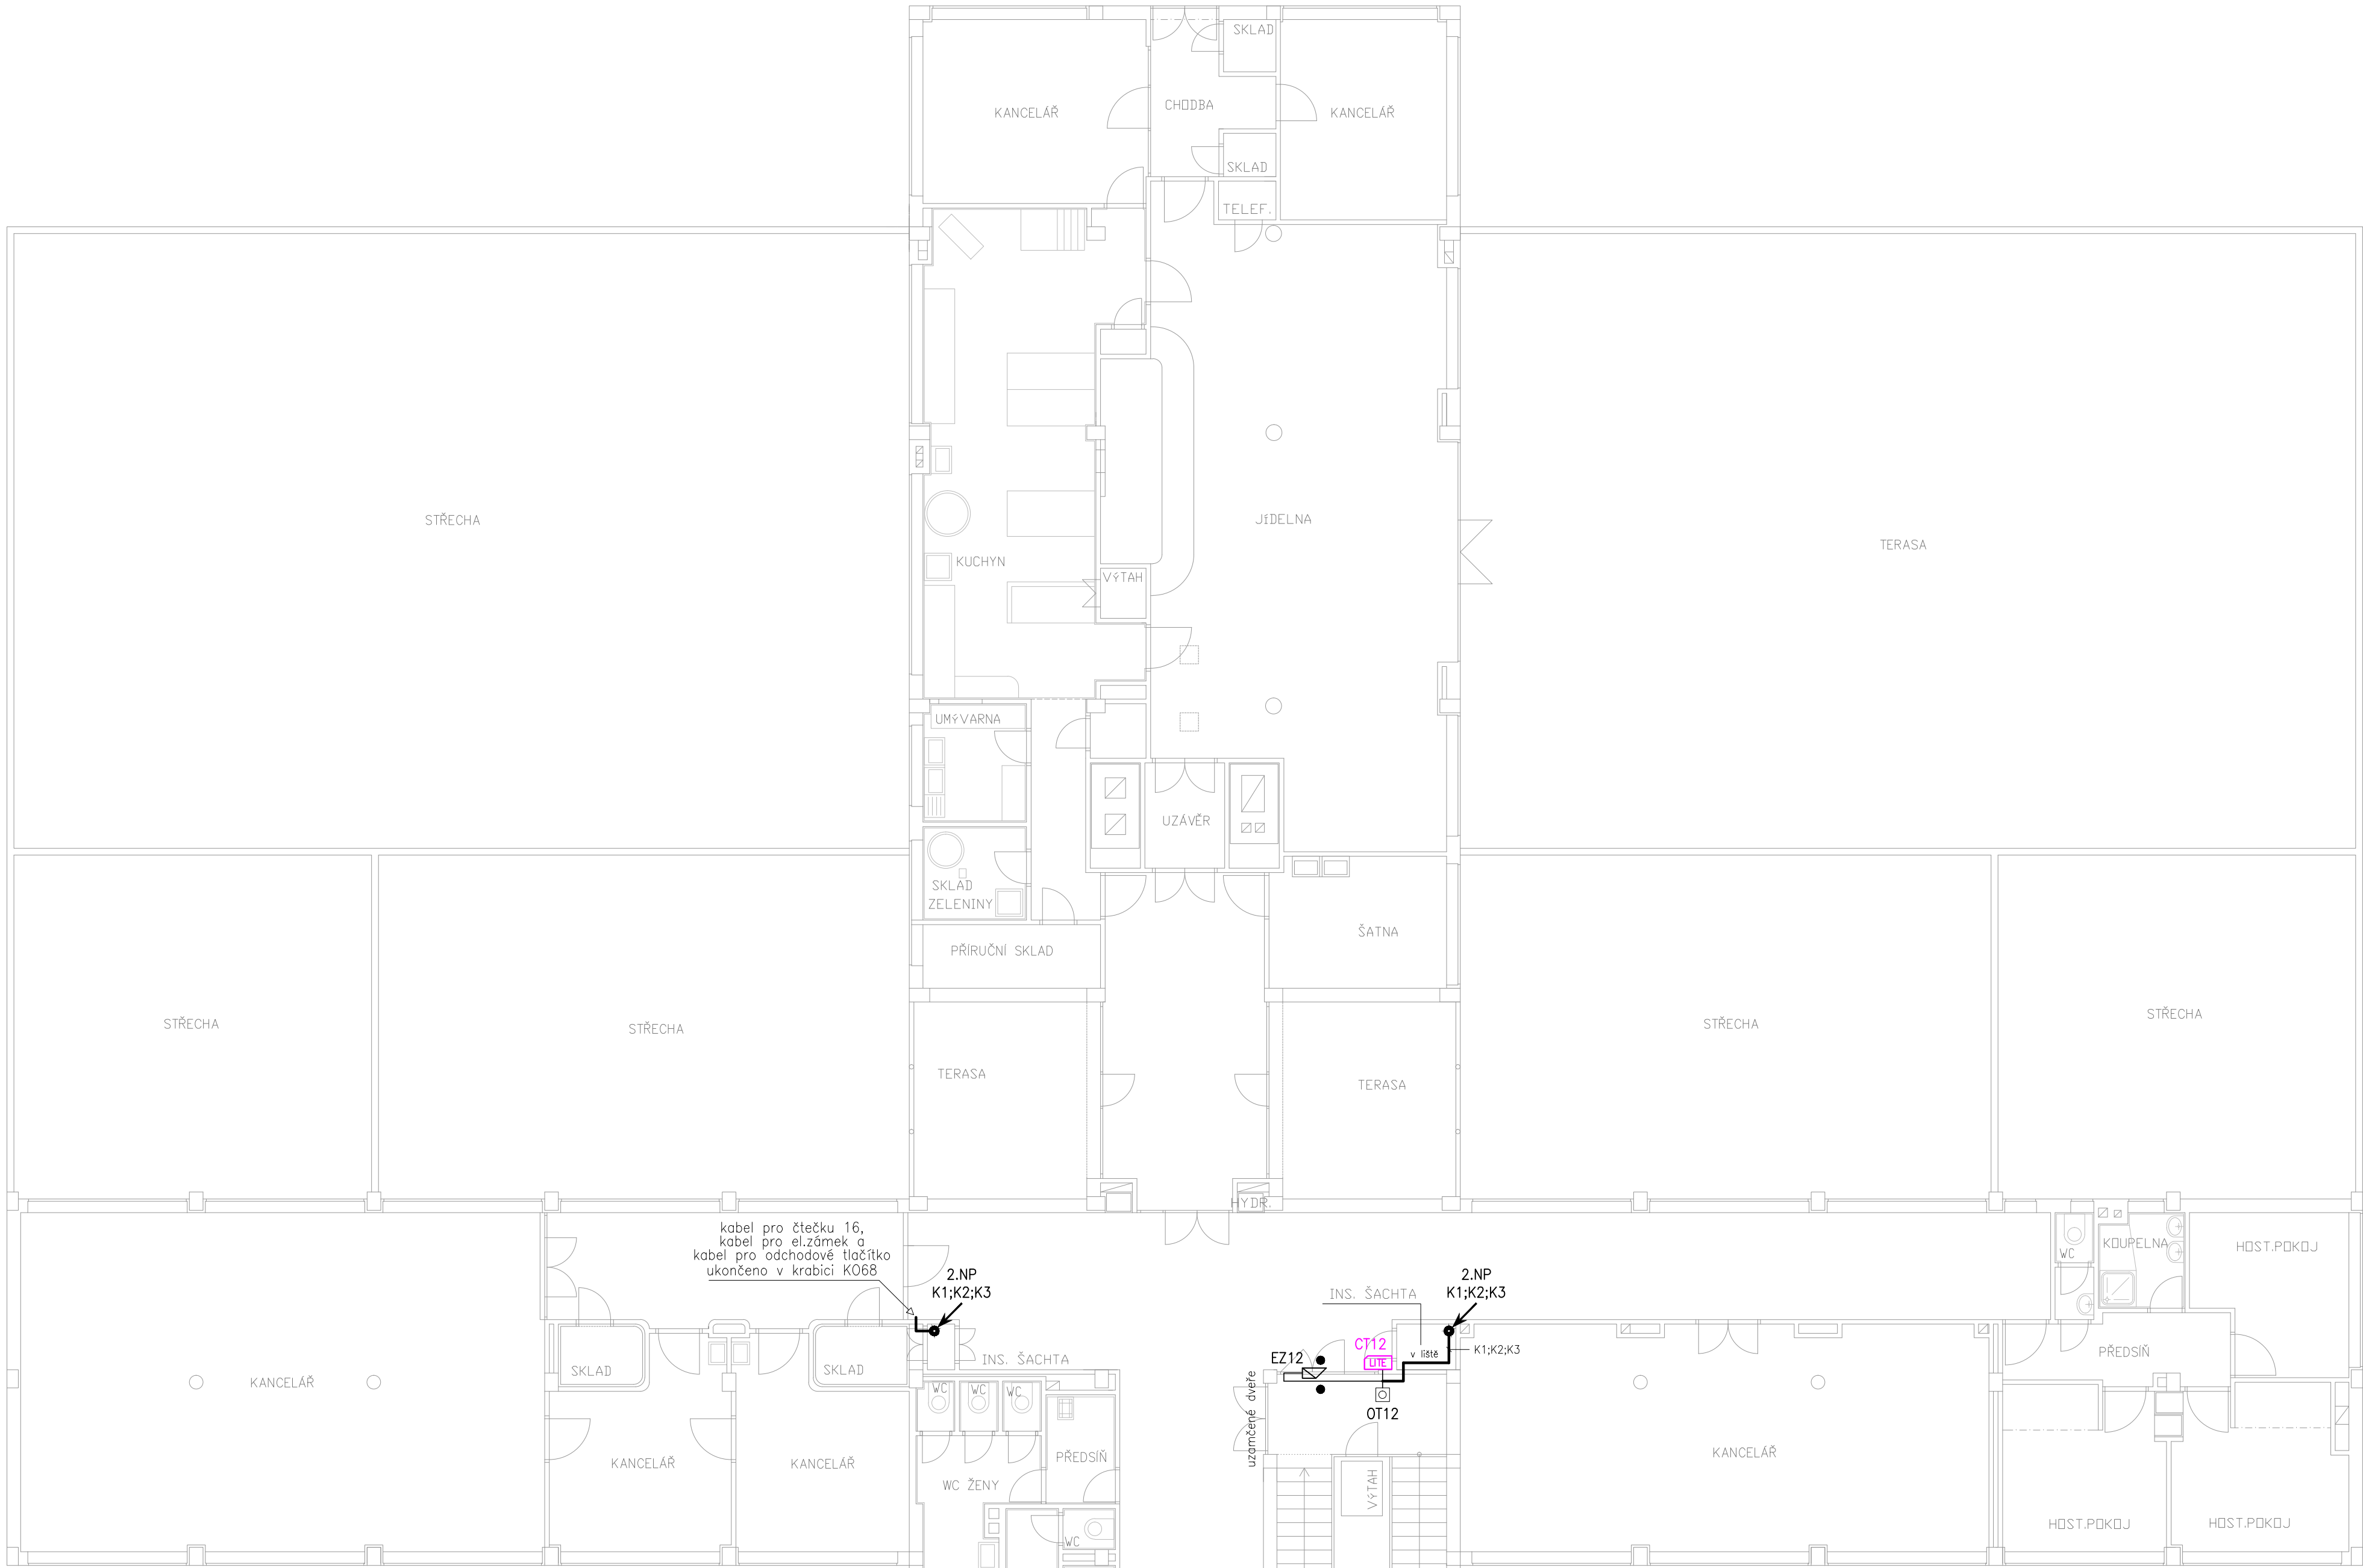 SKLAD
KANCELÁŘ
CHODBA
KANCELÁŘ
SKLAD
TELEF.
STŘECHA
JíDELNA
TERASA
KUCHYN
VýTAH
UMýVARNA
UZÁVĚR
SKLAD
ZELENINY
ŠATNA
PŘÍRUČNÍ SKLAD
STŘECHA
STŘECHA
STŘECHA
STŘECHA
TERASA
TERASA
HYDR.
kabel pro čtečku 16,
kabel pro el.zámek a
kabel pro odchodové tlačítko
ukončeno v krabici KO68
2.NP
K1;K2;K3
2.NP
K1;K2;K3
INS. ŠACHTA
WC
KOUPELNA
HOST.POKOJ
CT12
LITE
v liště
K1;K2;K3
EZ12
OT12
INS. ŠACHTA
PŘEDSÍŇ
SKLAD
SKLAD
KANCELÁŘ
WC
WC
WC
uzamčené dveře
KANCELÁŘ
KANCELÁŘ
PŘEDSÍŇ
WC ŽENY
VýTAH
KANCELÁŘ
HOST.POKOJ
HOST.POKOJ
WC